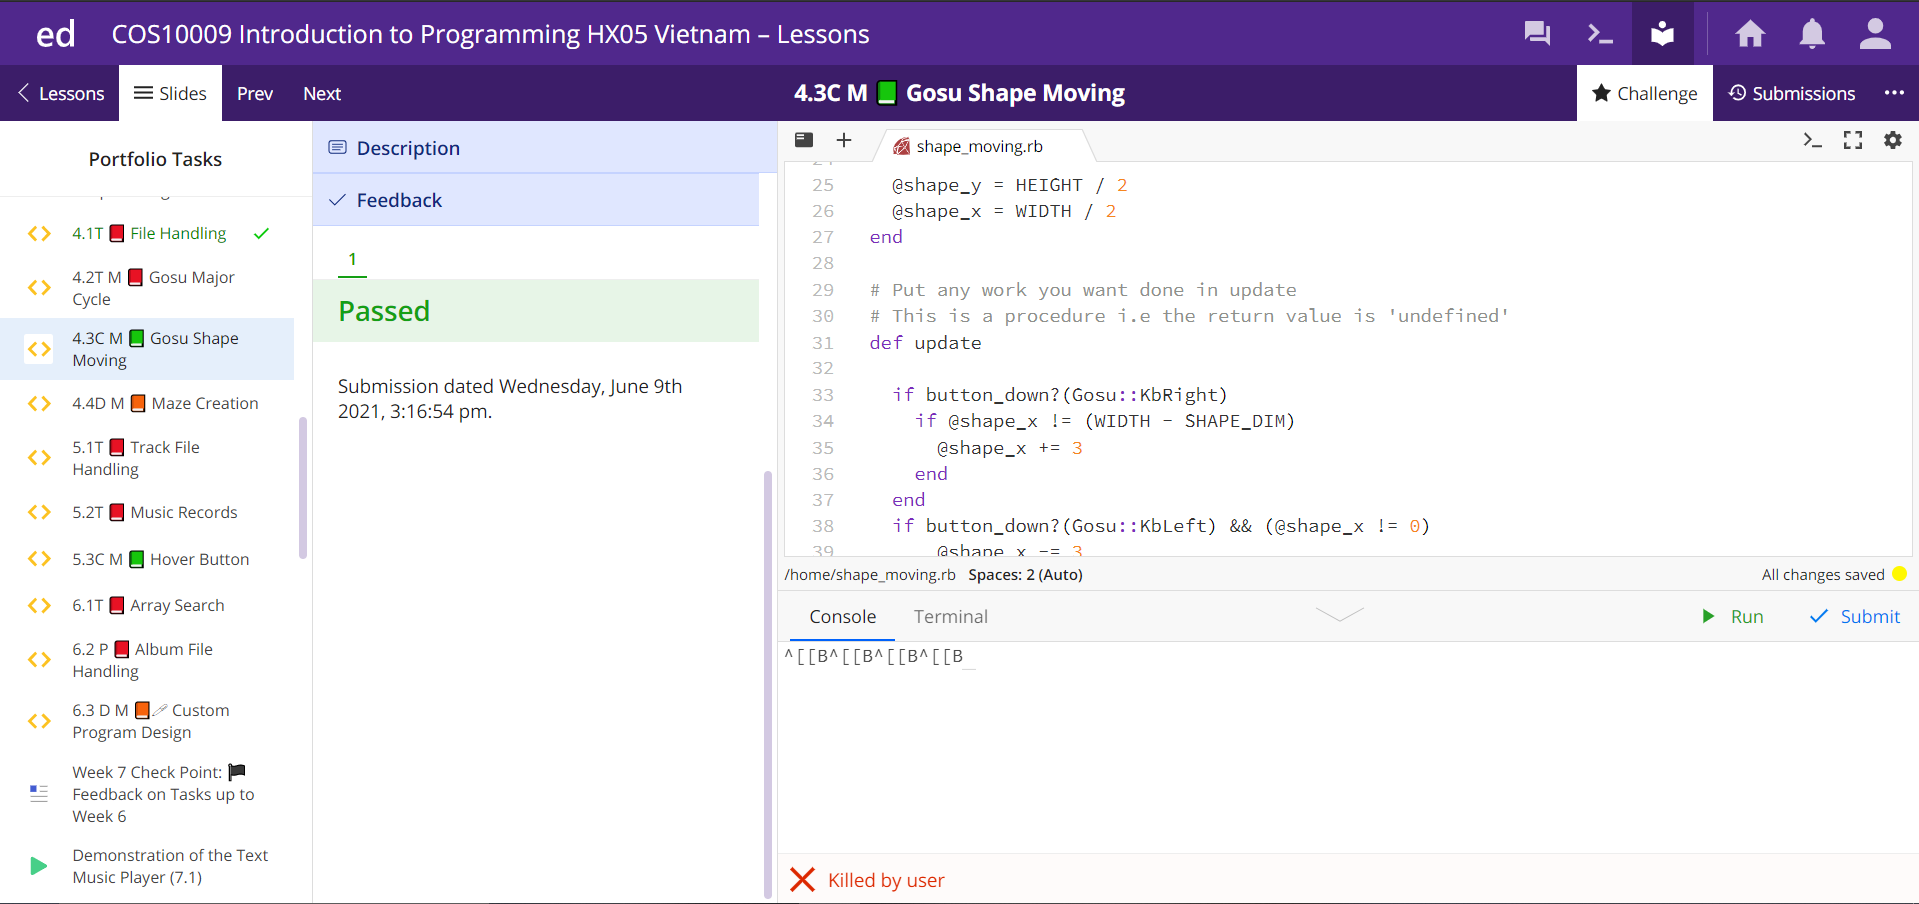 ed COS10009 Introduction to Programming HX05 Vietnam – Lessons
Lessons Slides Prev Next 4.3C M Gosu Shape Moving Challenge Submissions
Portfolio Tasks
4.1T File Handling
4.2T M Gosu Major
Cycle
4.3C M Gosu Shape
Moving
4.4D M Maze Creation
5.1T Track File
Handling
5.2T Music Records
5.3C M Hover Button
6.1T Array Search
6.2 P Album File
Handling
6.3 D M Custom
Program Design
Week 7 Check Point:
Feedback on Tasks up to
Week 6
Demonstration of the Text
Music Player (7.1)
Description
Feedback
1
Passed
Submission dated Wednesday, June 9th
2021, 3:16:54 pm.
shape_moving.rb
25 @shape_y = HEIGHT / 2
26 @shape_x = WIDTH / 2
27 end
28
29 # Put any work you want done in update
30 # This is a procedure i.e the return value is 'undefined'
31 def update
32
33 if button_down?(Gosu::KbRight)
34 if @shape_x != (WIDTH - SHAPE_DIM)
35 @shape_x += 3
36 end
37 end
38 if button_down?(Gosu::KbLeft) && (@shape_x != 0)
39 @shape_x -= 3
/home/shape_moving.rb Spaces: 2 (Auto) All changes saved
Console Terminal Run Submit
^[[B^[[B^[[B^[[B
Killed by user